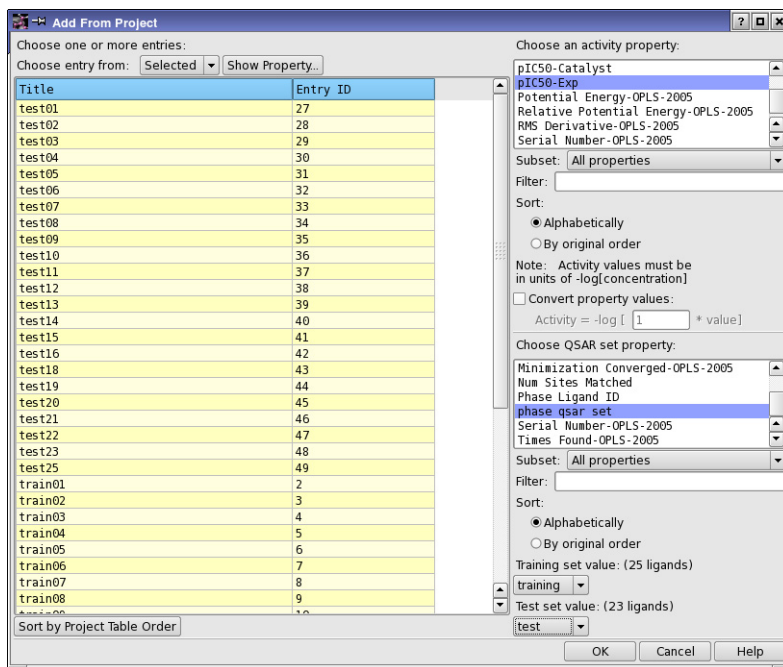 Add From Project
Choose one or more entries:
Choose entry from: Selected Show Property...
Title Entry ID
test01 27
test02 28
test03 29
test04 30
test05 31
test06 32
test07 33
test08 34
test09 35
test10 36
test11 37
test12 38
test13 39
test14 40
test15 41
test16 42
test18 43
test19 44
test20 45
test21 46
test22 47
test23 48
test25 49
train01 2
train02 3
train03 4
train04 5
train05 6
train06 7
train07 8
train08 9
Sort by Project Table Order
Choose an activity property:
pIC50-Catalyst
pIC50-Exp
Potential Energy-OPLS-2005
Relative Potential Energy-OPLS-2005
RMS Derivative-OPLS-2005
Serial Number-OPLS-2005
Subset: All properties
Filter:
Sort:
Alphabetically
By original order
Note: Activity values must be
in units of -log[concentration]
Convert property values:
Activity = -log [ 1 * value]
Choose QSAR set property:
Minimization Converged-OPLS-2005
Num Sites Matched
Phase Ligand ID
phase qsar set
Serial Number-OPLS-2005
Times Found-OPLS-2005
Subset: All properties
Filter:
Sort:
Alphabetically
By original order
Training set value: (25 ligands)
training
Test set value: (23 ligands)
test
OK Cancel Help